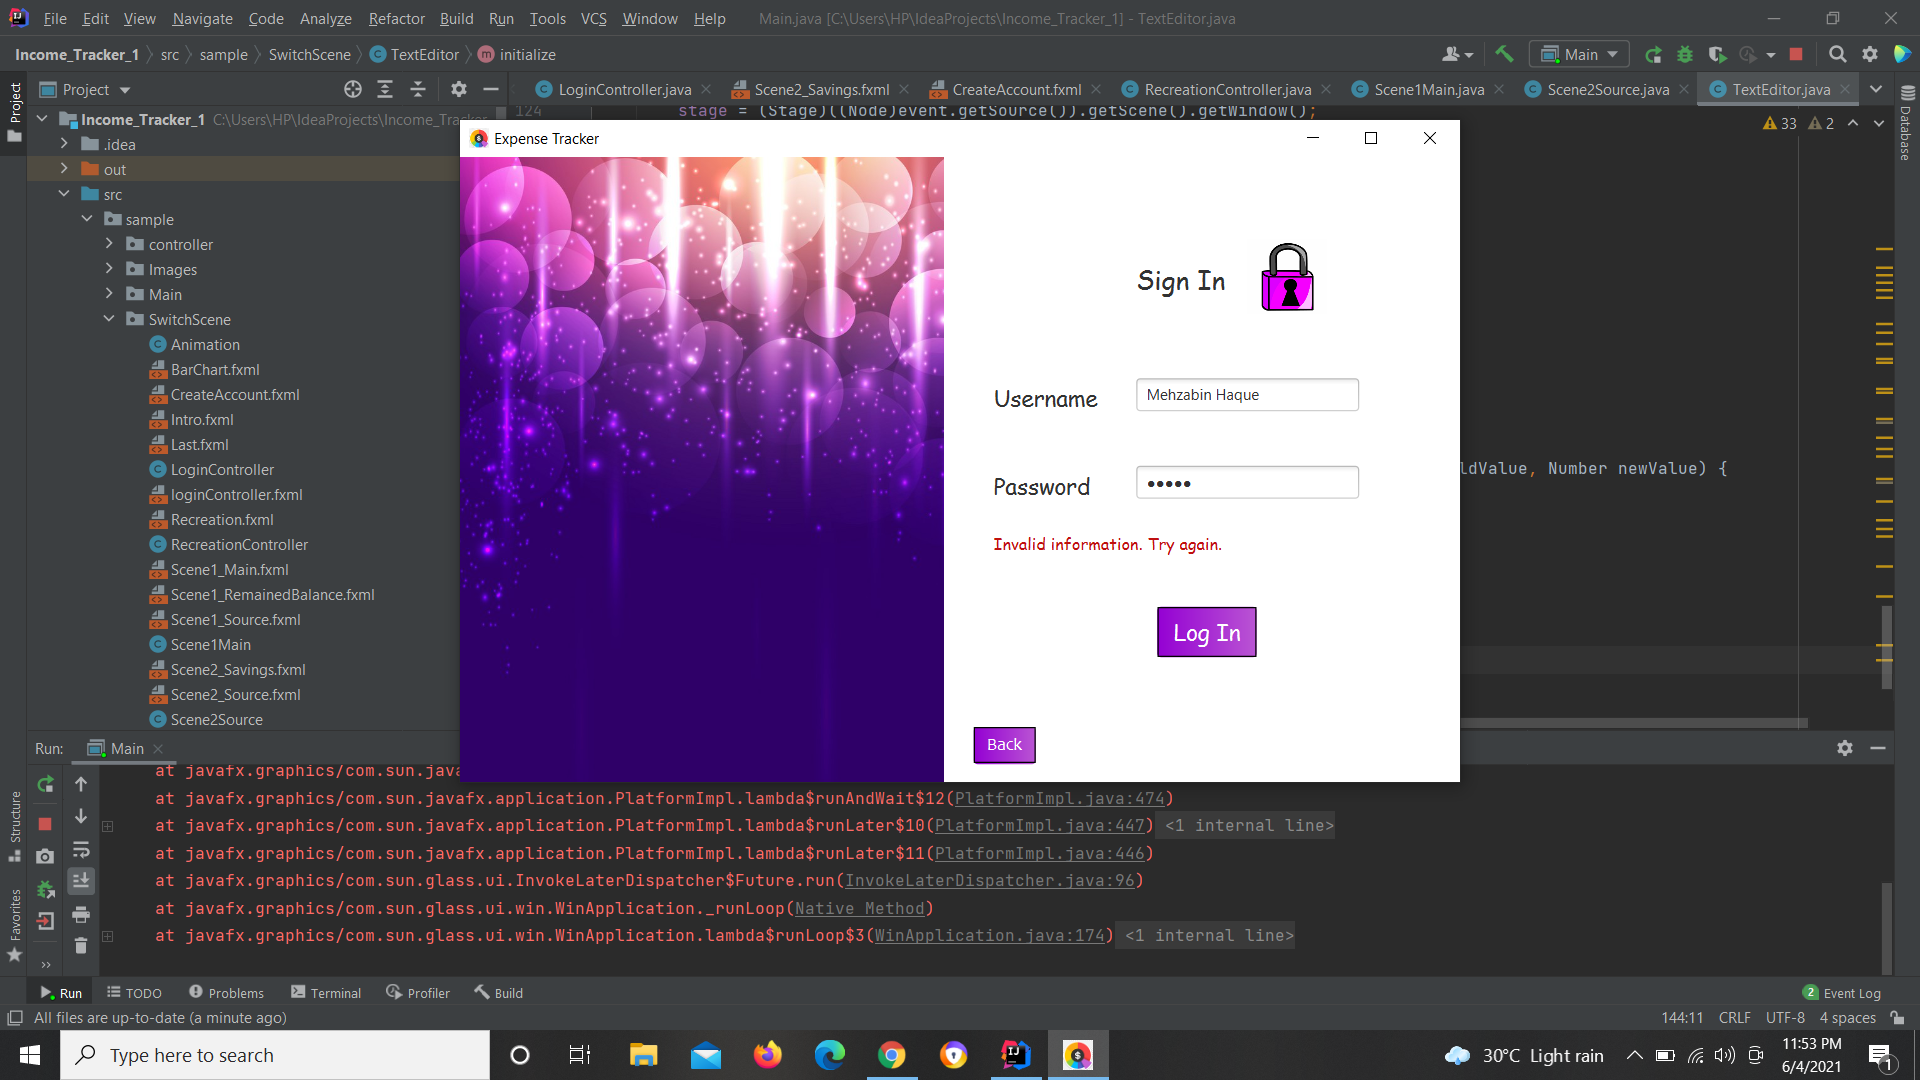 File Edit View Navigate Code Analyze Refactor Build Run Tools VCS Window Help Main.java [C:\Users\HP\IdeaProjects\Income_Tracker_1] - TextEditor.java
Income_Tracker_1 src sample SwitchScene TextEditor initialize Main
Project
Project LoginController.java Scene2_Savings.fxml CreateAccount.fxml RecreationController.java Scene1Main.java Scene2Source.java TextEditor.java
Database
124 stage = (Stage)((Node)event.getSource()).getScene().getWindow();
33 2
Income_Tracker_1 C:\Users\HP\IdeaProjects\Income_Tracker
.idea
out
src
sample
controller
Images
Main
SwitchScene
Animation
BarChart.fxml
CreateAccount.fxml
Intro.fxml
Last.fxml
LoginController
loginController.fxml
Recreation.fxml
RecreationController
Scene1_Main.fxml
Scene1_RemainedBalance.fxml
Scene1_Source.fxml
Scene1Main
Scene2_Savings.fxml
Scene2_Source.fxml
Scene2Source
Expense Tracker
Sign In
Username Mehzabin Haque
Password •••••
Invalid information. Try again.
Log In
Back
ldValue, Number newValue) {
Run: Main
at javafx.graphics/com.sun.java
at javafx.graphics/com.sun.javafx.application.PlatformImpl.lambda$runAndWait$12(PlatformImpl.java:474)
at javafx.graphics/com.sun.javafx.application.PlatformImpl.lambda$runLater$10(PlatformImpl.java:447) <1 internal line>
at javafx.graphics/com.sun.javafx.application.PlatformImpl.lambda$runLater$11(PlatformImpl.java:446)
at javafx.graphics/com.sun.glass.ui.InvokeLaterDispatcher$Future.run(InvokeLaterDispatcher.java:96)
at javafx.graphics/com.sun.glass.ui.win.WinApplication._runLoop(Native Method)
at javafx.graphics/com.sun.glass.ui.win.WinApplication.lambda$runLoop$3(WinApplication.java:174) <1 internal line>
Structure
Favorites
Run TODO Problems Terminal Profiler Build 2 Event Log
All files are up-to-date (a minute ago) 144:11 CRLF UTF-8 4 spaces
Type here to search 30°C Light rain 11:53 PM
6/4/2021 1